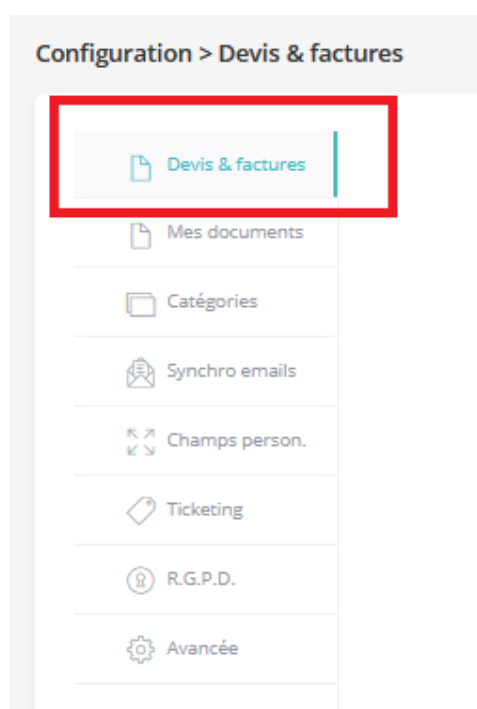 Configuration > Devis & factures
Devis & factures
Mes documents
Catégories
Synchro emails
Champs person.
Ticketing
R.G.P.D.
Avancée